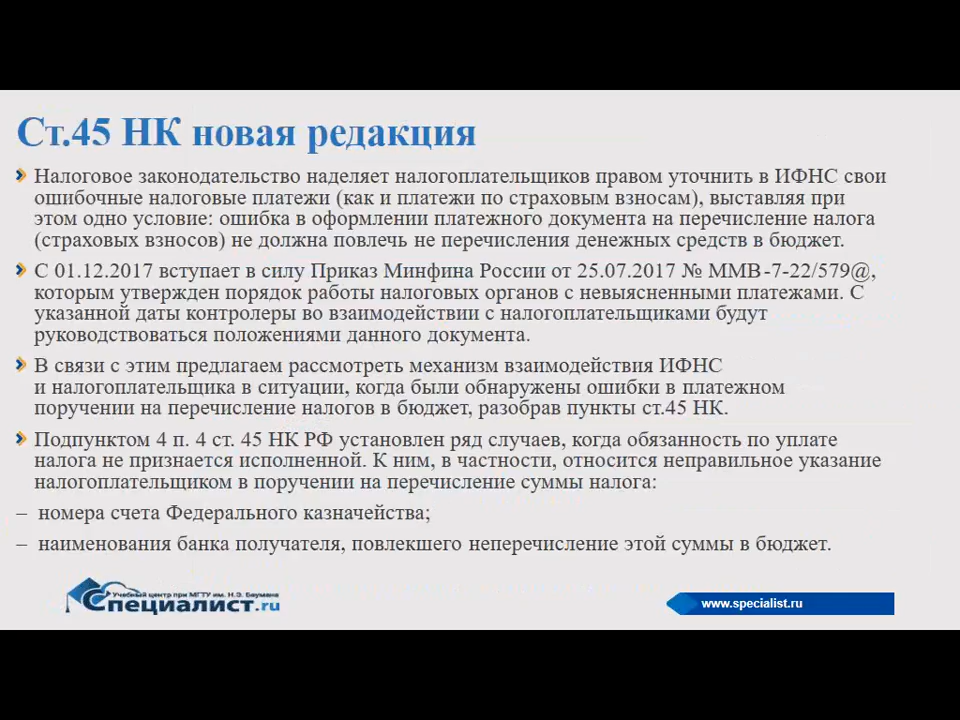 Ст.45 НК новая редакция
Налоговое законодательство наделяет налогоплательщиков правом уточнить в ИФНС свои
ошибочные налоговые платежи (как и платежи по страховым взносам), выставляя при
этом одно условие: ошибка в оформлении платежного документа на перечисление налога
(страховых взносов) не должна повлечь не перечисления денежных средств в бюджет.
С 01.12.2017 вступает в силу Приказ Минфина России от 25.07.2017 № ММВ-7-22/579@,
которым утвержден порядок работы налоговых органов с невыясненными платежами. С
указанной даты контролеры во взаимодействии с налогоплательщиками будут
руководствоваться положениями данного документа.
В связи с этим предлагаем рассмотреть механизм взаимодействия ИФНС
и налогоплательщика в ситуации, когда были обнаружены ошибки в платежном
поручении на перечисление налогов в бюджет, разобрав пункты ст.45 НК.
Подпунктом 4 п. 4 ст. 45 НК РФ установлен ряд случаев, когда обязанность по уплате
налога не признается исполненной. К ним, в частности, относится неправильное указание
налогоплательщиком в поручении на перечисление суммы налога:
– номера счета Федерального казначейства;
– наименования банка получателя, повлекшего неперечисление этой суммы в бюджет.
Учебный центр при МГТУ им. Н.Э. Баумана
Специалист.ru
www.specialist.ru